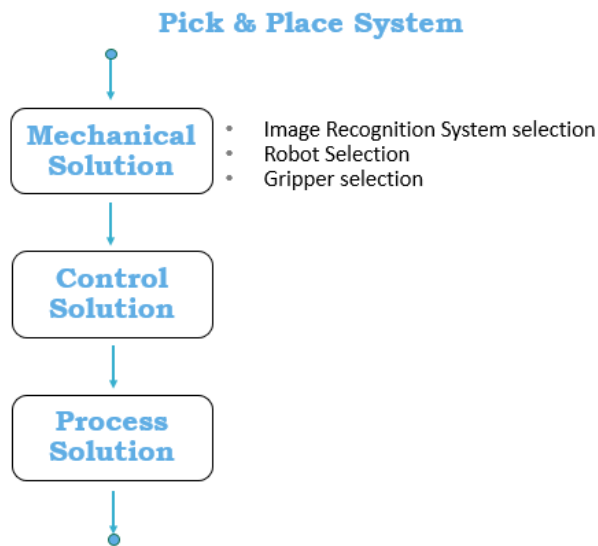 Pick & Place System
Mechanical
Solution
• Image Recognition System selection
• Robot Selection
• Gripper selection
Control
Solution
Process
Solution